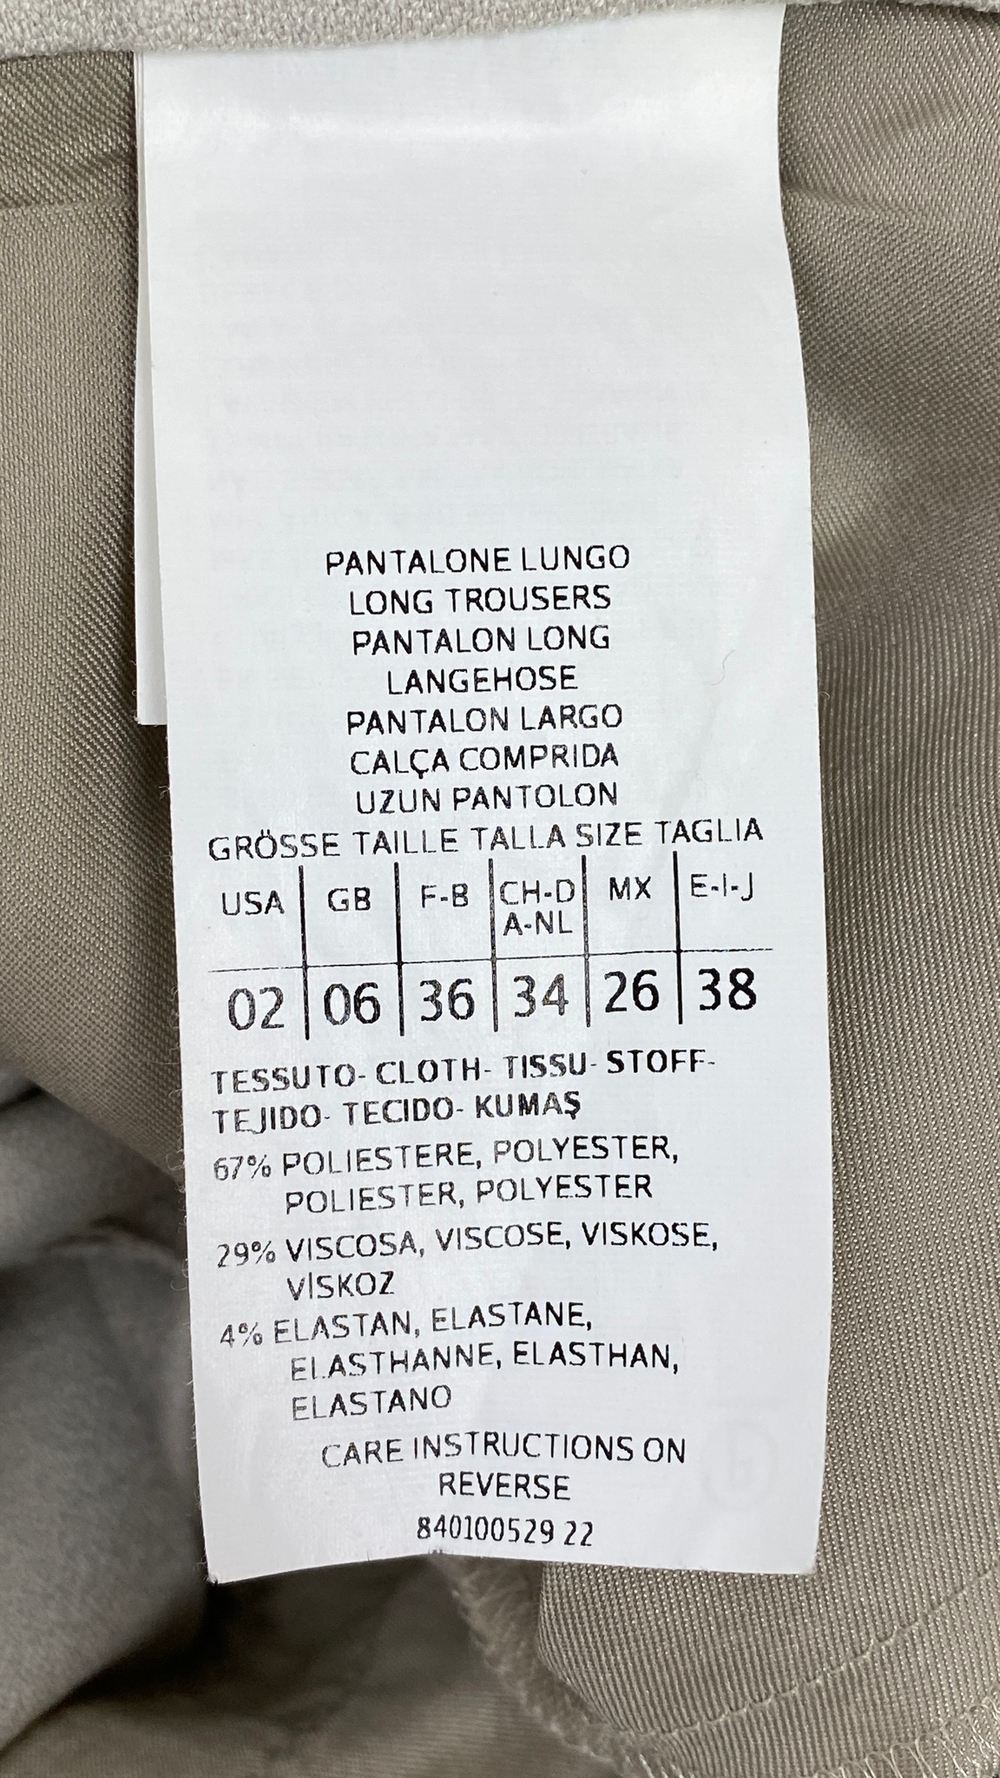 PANTALONE LUNGO
LONG TROUSERS
PANTALON LONG
LANGEHOSE
PANTALON LARGO
CALÇA COMPRIDA
UZUN PANTOLON
GRÖSSE TAILLE TALLA SIZE TAGLIA
USA GB F-B CH-D A-NL MX E-I-J
02 06 36 34 26 38
TESSUTO- CLOTH- TISSU- STOFF-
TEJIDO- TECIDO- KUMAŞ
67% POLIESTERE, POLYESTER,
POLIESTER, POLYESTER
29% VISCOSA, VISCOSE, VISKOSE,
VİSKOZ
4% ELASTAN, ELASTANE,
ELASTHANNE, ELASTHAN,
ELASTANO
CARE INSTRUCTIONS ON
REVERSE
840100529 22